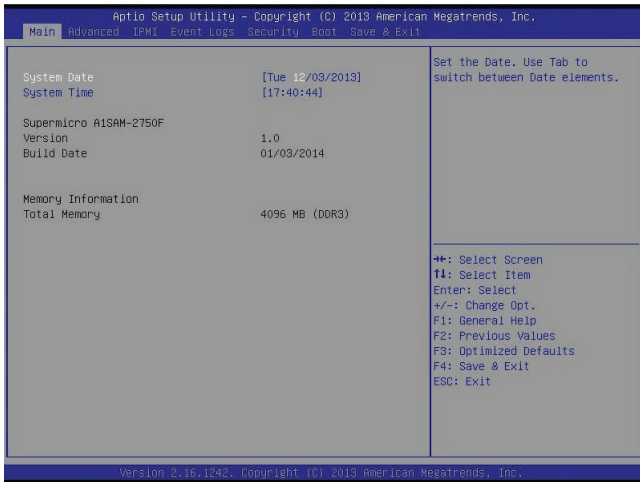 Aptio Setup Utility – Copyright (C) 2013 American Megatrends, Inc.
Main Advanced IPMI Event Logs Security Boot Save & Exit
System Date [Tue 12/03/2013]
System Time [17:40:44]
Supermicro A1SAM-2750F
Version 1.0
Build Date 01/03/2014
Memory Information
Total Memory 4096 MB (DDR3)
Set the Date. Use Tab to
switch between Date elements.
→←: Select Screen
↑↓: Select Item
Enter: Select
+/-: Change Opt.
F1: General Help
F2: Previous Values
F3: Optimized Defaults
F4: Save & Exit
ESC: Exit
Version 2.16.1242. Copyright (C) 2013 American Megatrends, Inc.